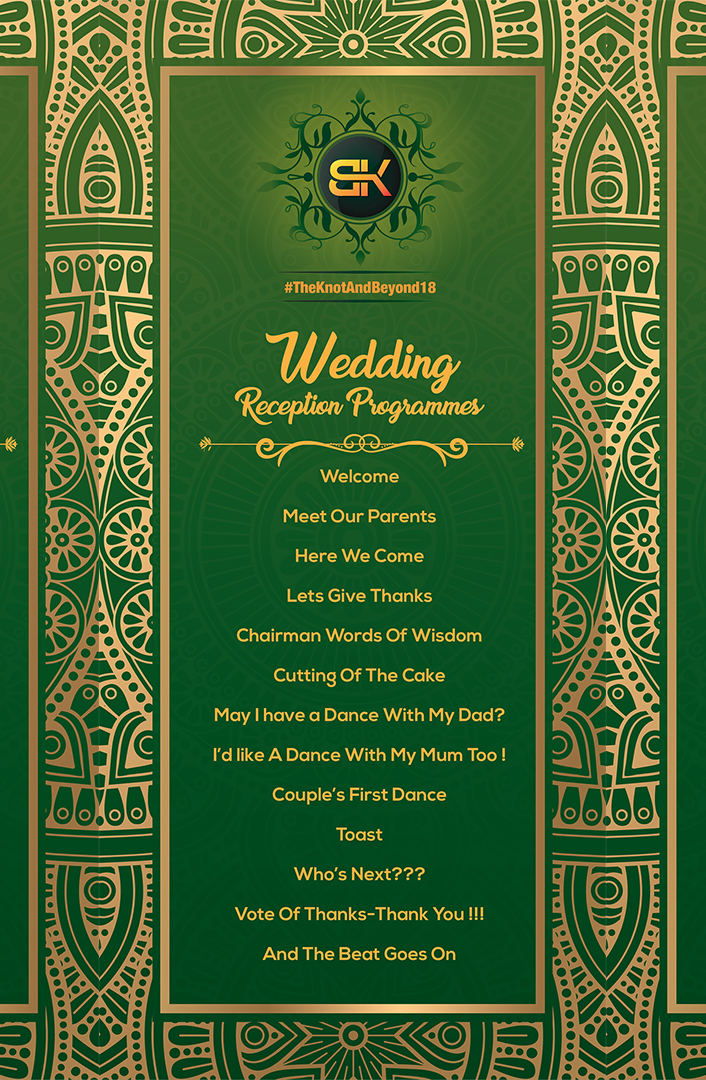 BK
#TheKnotAndBeyond18
Wedding
Reception Programmes
Welcome
Meet Our Parents
Here We Come
Lets Give Thanks
Chairman Words Of Wisdom
Cutting Of The Cake
May I have a Dance With My Dad?
I'd like A Dance With My Mum Too !
Couple's First Dance
Toast
Who's Next???
Vote Of Thanks-Thank You !!!
And The Beat Goes On